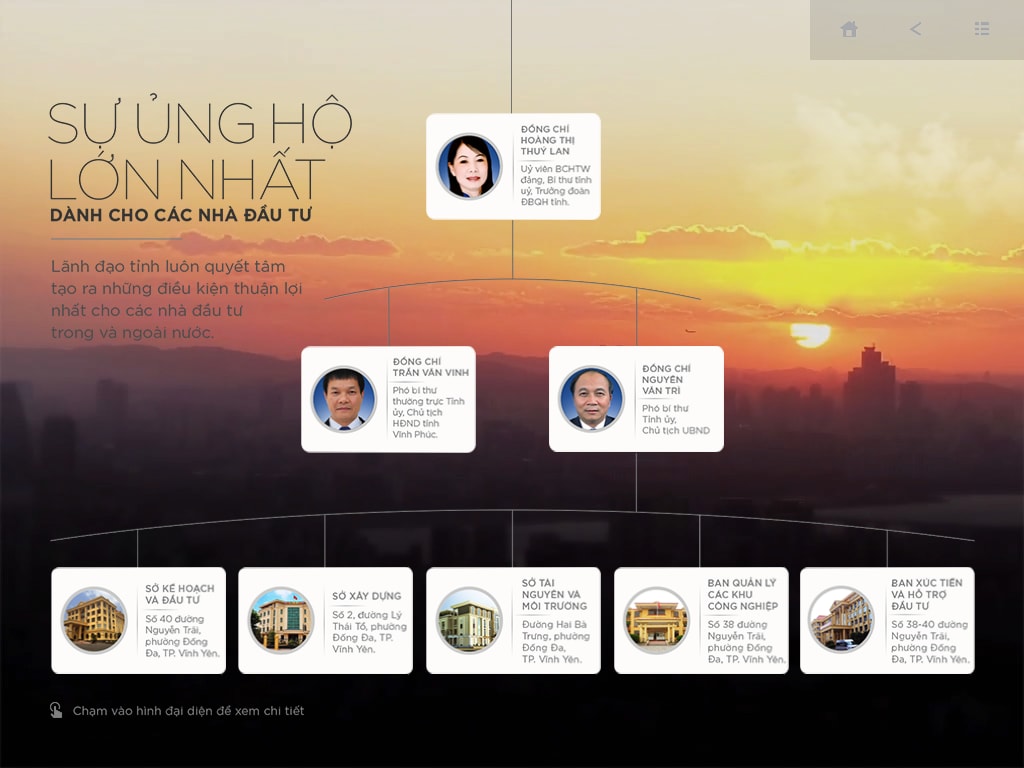 SỰ ỦNG HỘ
LỚN NHẤT
DÀNH CHO CÁC NHÀ ĐẦU TƯ
Lãnh đạo tỉnh luôn quyết tâm
tạo ra những điều kiện thuận lợi
nhất cho các nhà đầu tư
trong và ngoài nước.
ĐỒNG CHÍ
HOÀNG THỊ
THUÝ LAN
Uỷ viên BCHTW
đảng, Bí thư tỉnh
uỷ, Trưởng đoàn
ĐBQH tỉnh.
ĐỒNG CHÍ
TRẦN VĂN VINH
Phó bí thư
thường trực Tỉnh
ủy, Chủ tịch
HĐND tỉnh
Vĩnh Phúc.
ĐỒNG CHÍ
NGUYỄN
VĂN TRÌ
Phó bí thư
Tỉnh ủy,
Chủ tịch UBND
SỞ KẾ HOẠCH
VÀ ĐẦU TƯ
Số 40 đường
Nguyễn Trãi,
phường Đống
Đa, TP. Vĩnh Yên.
SỞ XÂY DỰNG
Số 2, đường Lý
Thái Tổ, phường
Đống Đa, TP.
Vĩnh Yên.
SỞ TÀI
NGUYÊN VÀ
MÔI TRƯỜNG
Đường Hai Bà
Trưng, phường
Đống Đa,
TP. Vĩnh Yên.
BAN QUẢN LÝ
CÁC KHU
CÔNG NGHIỆP
Số 38 đường
Nguyễn Trãi,
phường Đống
Đa, TP. Vĩnh Yên.
BAN XÚC TIẾN
VÀ HỖ TRỢ
ĐẦU TƯ
Số 38-40 đường
Nguyễn Trãi,
phường Đống
Đa, TP. Vĩnh Yên.
Chạm vào hình đại diện để xem chi tiết